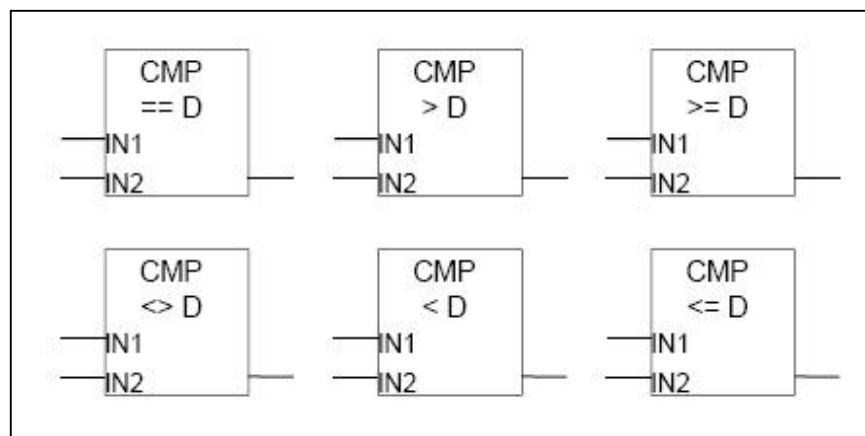 CMP
== D
IN1
IN2
CMP
> D
IN1
IN2
CMP
>= D
IN1
IN2
CMP
<> D
IN1
IN2
CMP
< D
IN1
IN2
CMP
<= D
IN1
IN2